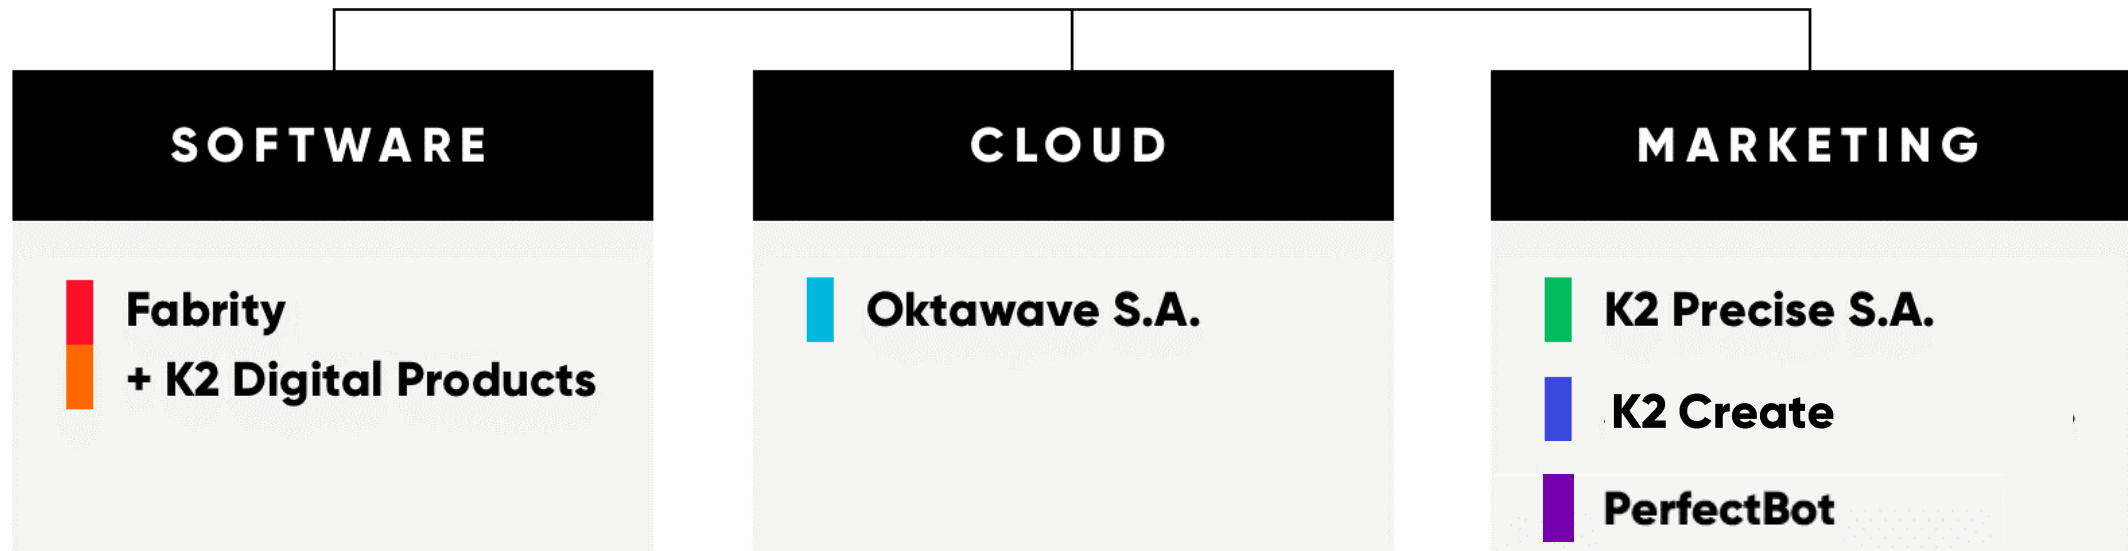 SOFTWARE
Fabrity
+ K2 Digital Products
CLOUD
Oktawave S.A.
MARKETING
K2 Precise S.A.
K2 Create
PerfectBot